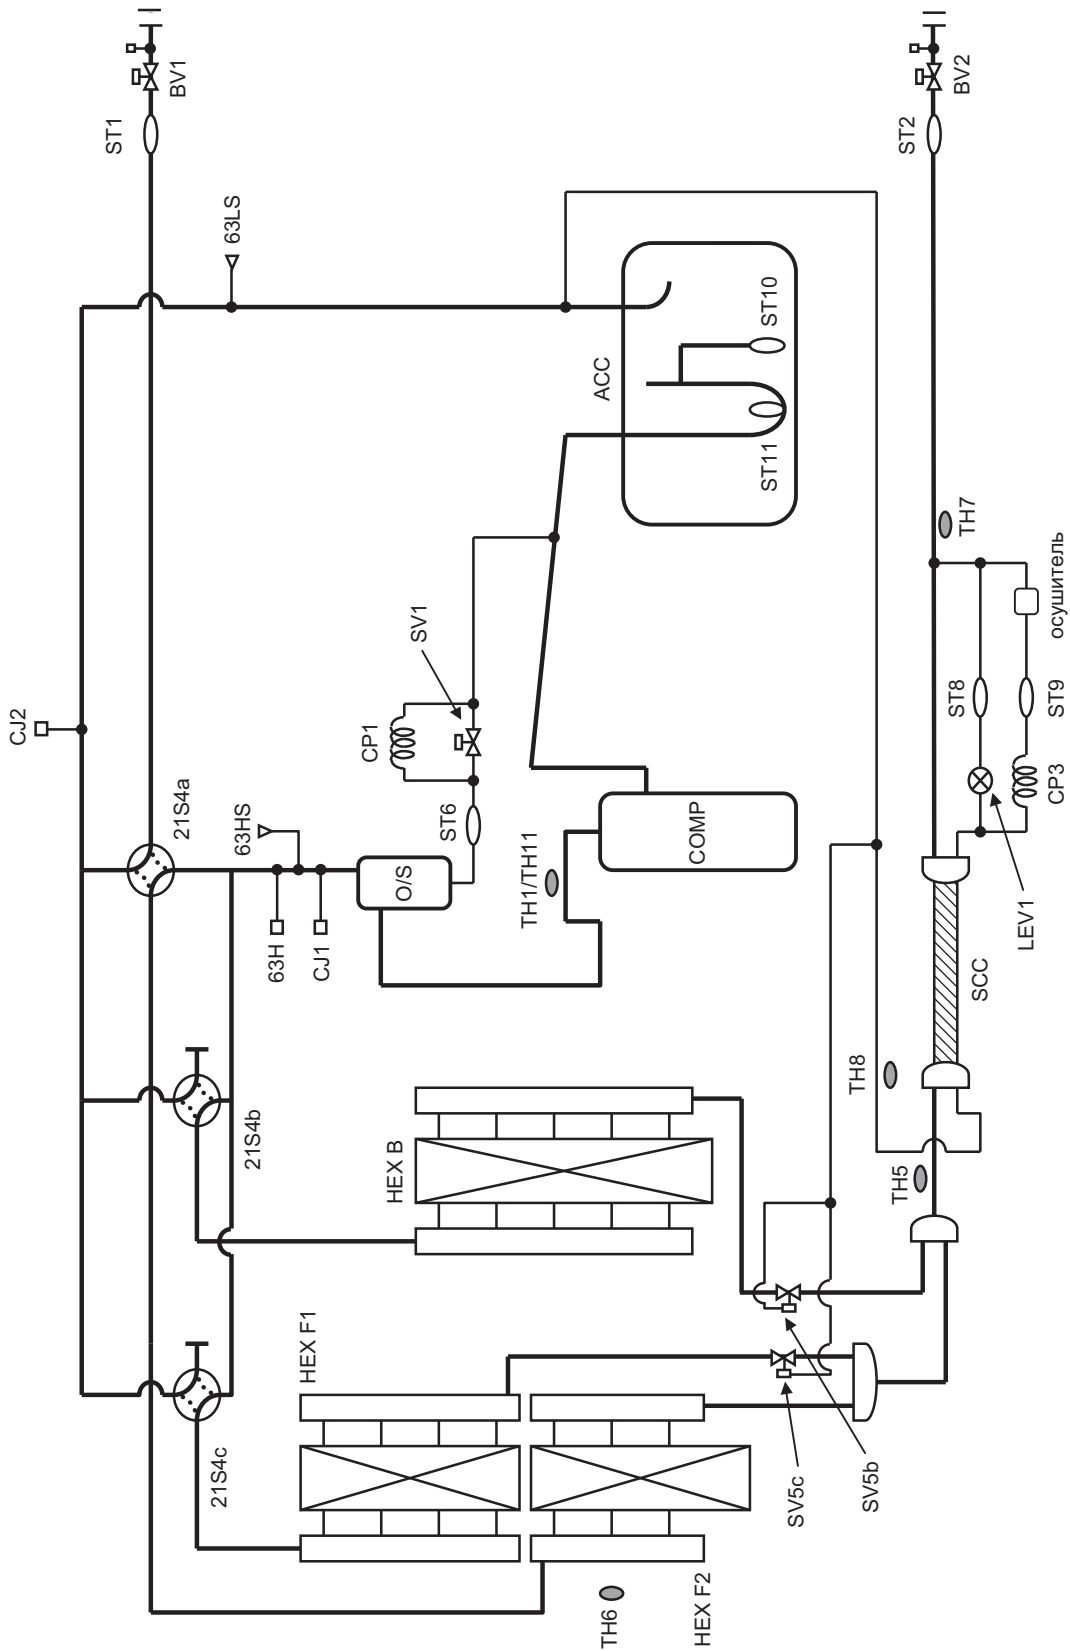 CJ2
ST1
BV1
63LS
21S4a
63HS
63H
CJ1
O/S
ST6
CP1
SV1
ACC
ST10
ST11
COMP
TH1/TH11
21S4b
21S4c
HEX B
HEX F1
HEX F2
TH6
SV5c
SV5b
TH5
TH8
SCC
LEV1
ST8
CP3
ST9
осушитель
TH7
ST2
BV2